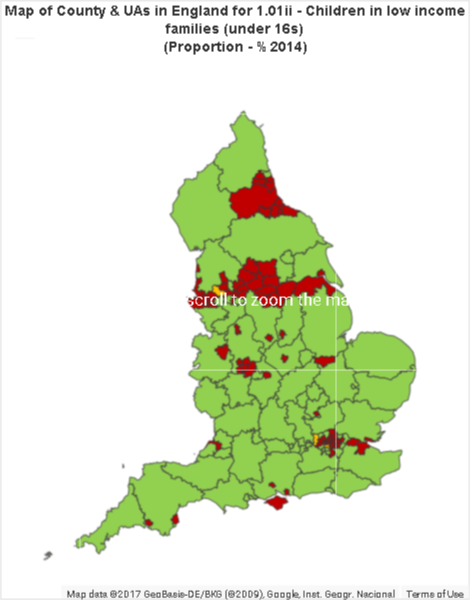 Map of County & UAs in England for 1.01ii - Children in low income
families (under 16s)
(Proportion - % 2014)
scroll to zoom the ma
Map data ©2017 GeoBasis-DE/BKG (©2009), Google, Inst. Geogr. Nacional Terms of Use